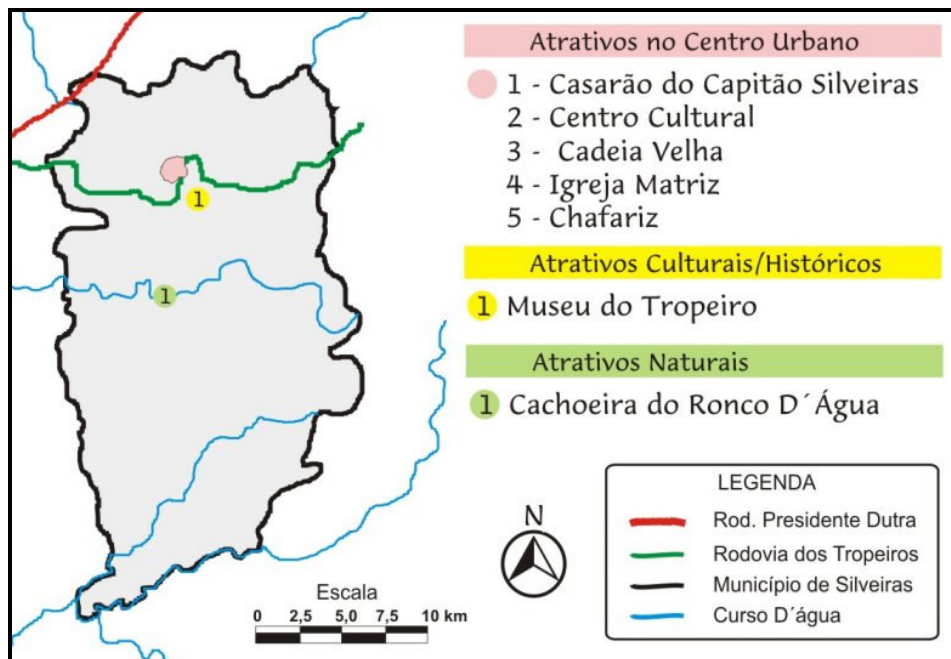 Atrativos no Centro Urbano
1 - Casarão do Capitão Silveiras
2 - Centro Cultural
3 - Cadeia Velha
4 - Igreja Matriz
5 - Chafariz
Atrativos Culturais/Históricos
1 Museu do Tropeiro
Atrativos Naturais
1 Cachoeira do Ronco D´Água
1
1
LEGENDA
Rod. Presidente Dutra
Rodovia dos Tropeiros
Município de Silveiras
Curso D´água
N
Escala
0 2,5 5,0 7,5 10 km